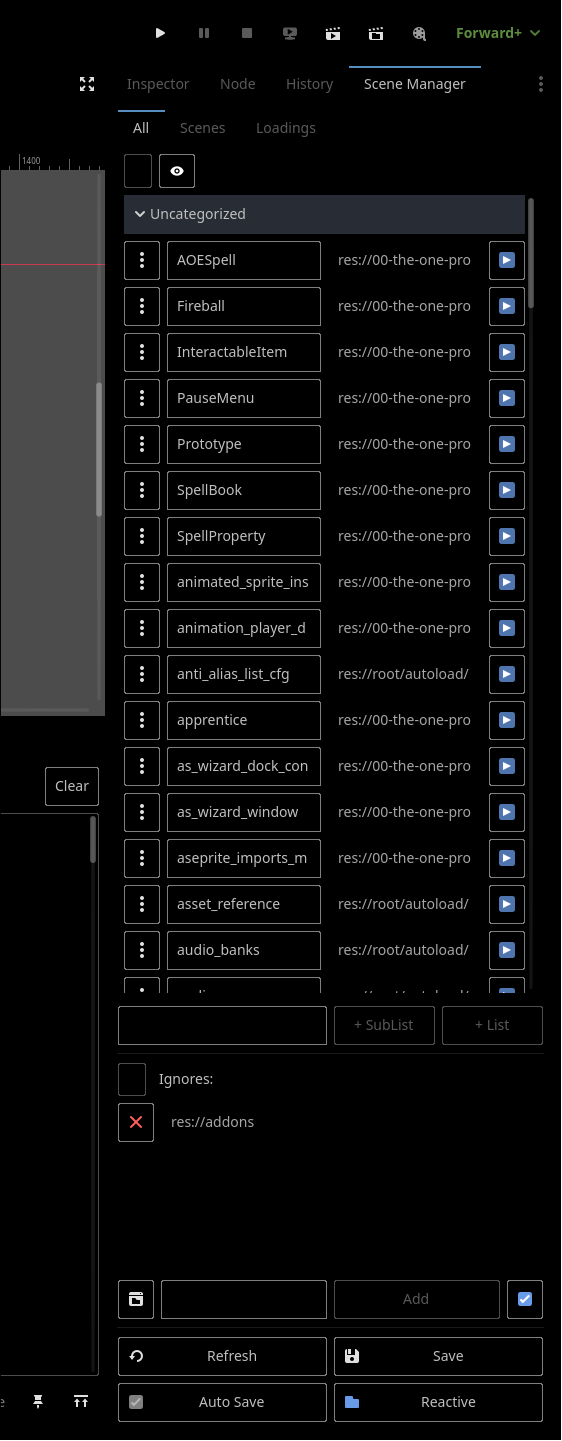 Forward+
Inspector Node History Scene Manager
All Scenes Loadings
1400
Uncategorized
AOESpell res://00-the-one-pro
Fireball res://00-the-one-pro
InteractableItem res://00-the-one-pro
PauseMenu res://00-the-one-pro
Prototype res://00-the-one-pro
SpellBook res://00-the-one-pro
SpellProperty res://00-the-one-pro
animated_sprite_ins res://00-the-one-pro
animation_player_d res://00-the-one-pro
anti_alias_list_cfg res://root/autoload/
apprentice res://00-the-one-pro
as_wizard_dock_con res://00-the-one-pro
Clear
as_wizard_window res://00-the-one-pro
aseprite_imports_m res://00-the-one-pro
asset_reference res://root/autoload/
audio_banks res://root/autoload/
+ SubList + List
Ignores:
res://addons
Add
Refresh Save
Auto Save Reactive